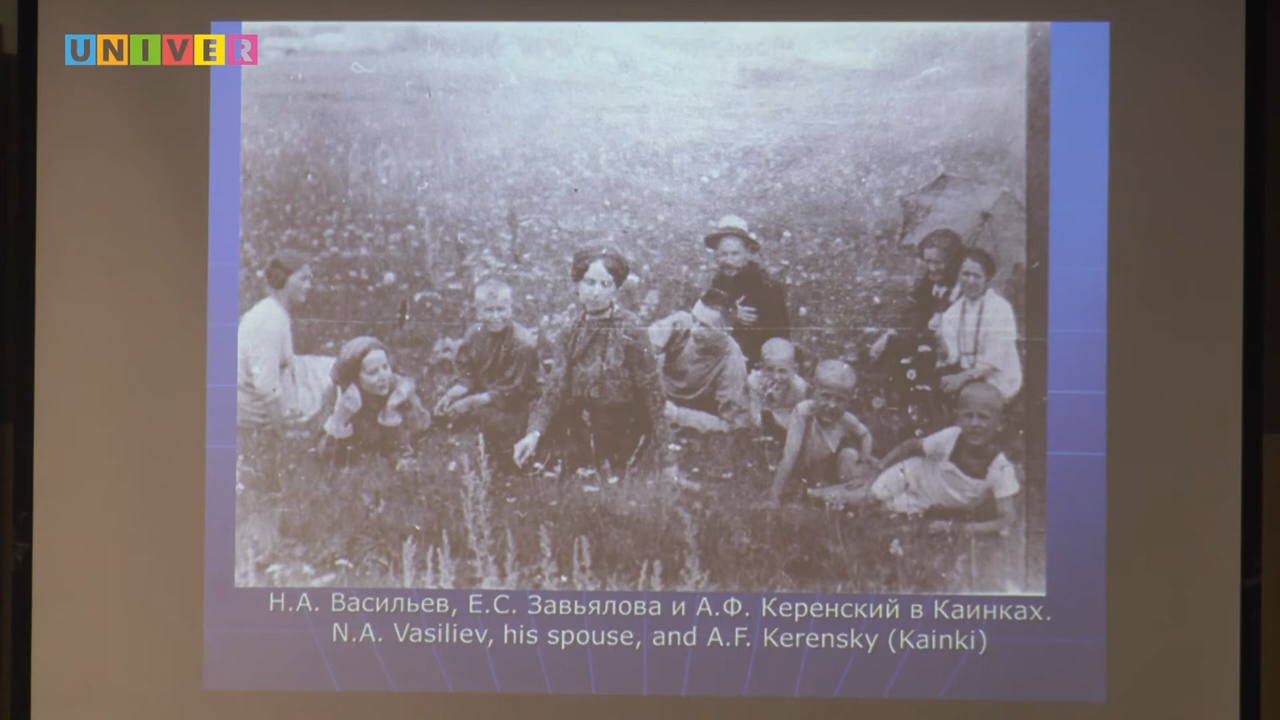 UNIVER
Н.А. Васильев, Е.С. Завьялова и А.Ф. Керенский в Каинках.
N.A. Vasiliev, his spouse, and A.F. Kerensky (Kainki)